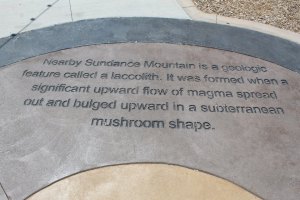 Nearby Sundance Mountain is a geologic
feature called a laccolith. It was formed when a
significant upward flow of magma spread
out and bulged upward in a subterranean
mushroom shape.